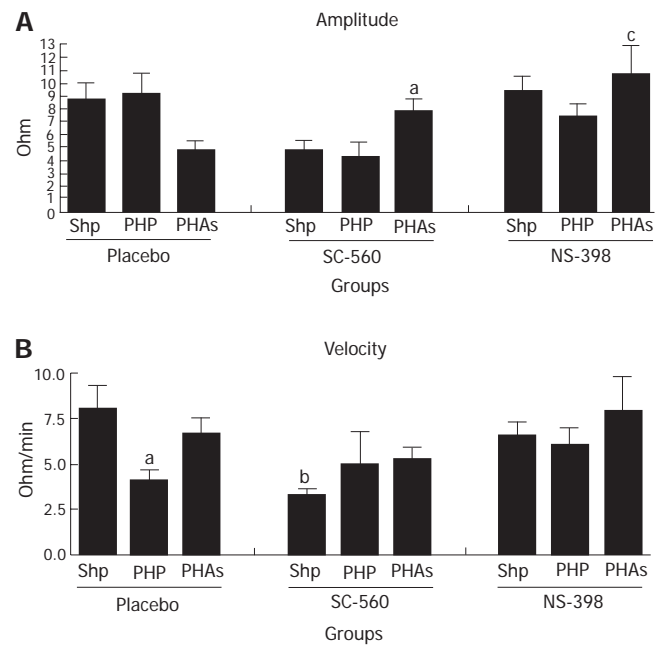 A
Amplitude
13
12
11
10
9
8
7
6
5
4
3
2
1
0
Ohm
a
c
Shp PHP PHAs Shp PHP PHAs Shp PHP PHAs
Placebo SC-560 NS-398
Groups
B
Velocity
10.0
7.5
5.0
2.5
0.0
Ohm/min
a
b
Shp PHP PHAs Shp PHP PHAs Shp PHP PHAs
Placebo SC-560 NS-398
Groups